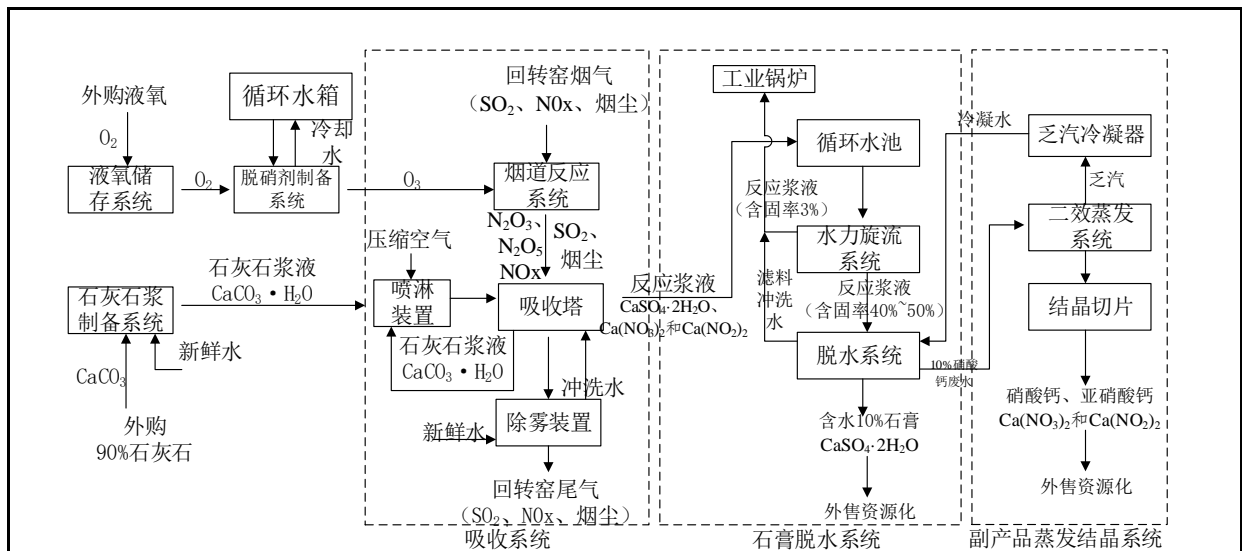 外购液氧
O₂
液氧储
存系统
O₂
循环水箱
冷却
水
脱硝剂制备
系统
O₃
石灰石浆
制备系统
CaCO₃
新鲜水
外购
90%石灰石
石灰石浆液
CaCO₃·H₂O
回转窑烟气
（SO₂、N0x、烟尘）
烟道反应
系统
N₂O₃、
N₂O₅
NOx
SO₂、
烟尘
压缩空气
喷淋
装置
吸收塔
石灰石浆液
CaCO₃·H₂O
冲洗水
新鲜水
除雾装置
回转窑尾气
（SO₂、N0x、烟尘）
吸收系统
反应浆液
CaSO₄·2H₂O、
Ca(NO₃)₂和Ca(NO₂)₂
工业锅炉
循环水池
反应浆液
（含固率3%）
水力旋流
系统
滤料
冲洗
水
反应浆液
（含固率40%~50%）
脱水系统
10%硝酸
钙废水
含水10%石膏
CaSO₄·2H₂O
外售资源化
石膏脱水系统
冷凝水
乏汽冷凝器
乏汽
二效蒸发
系统
结晶切片
硝酸钙、亚硝酸钙
Ca(NO₃)₂和Ca(NO₂)₂
外售资源化
副产品蒸发结晶系统